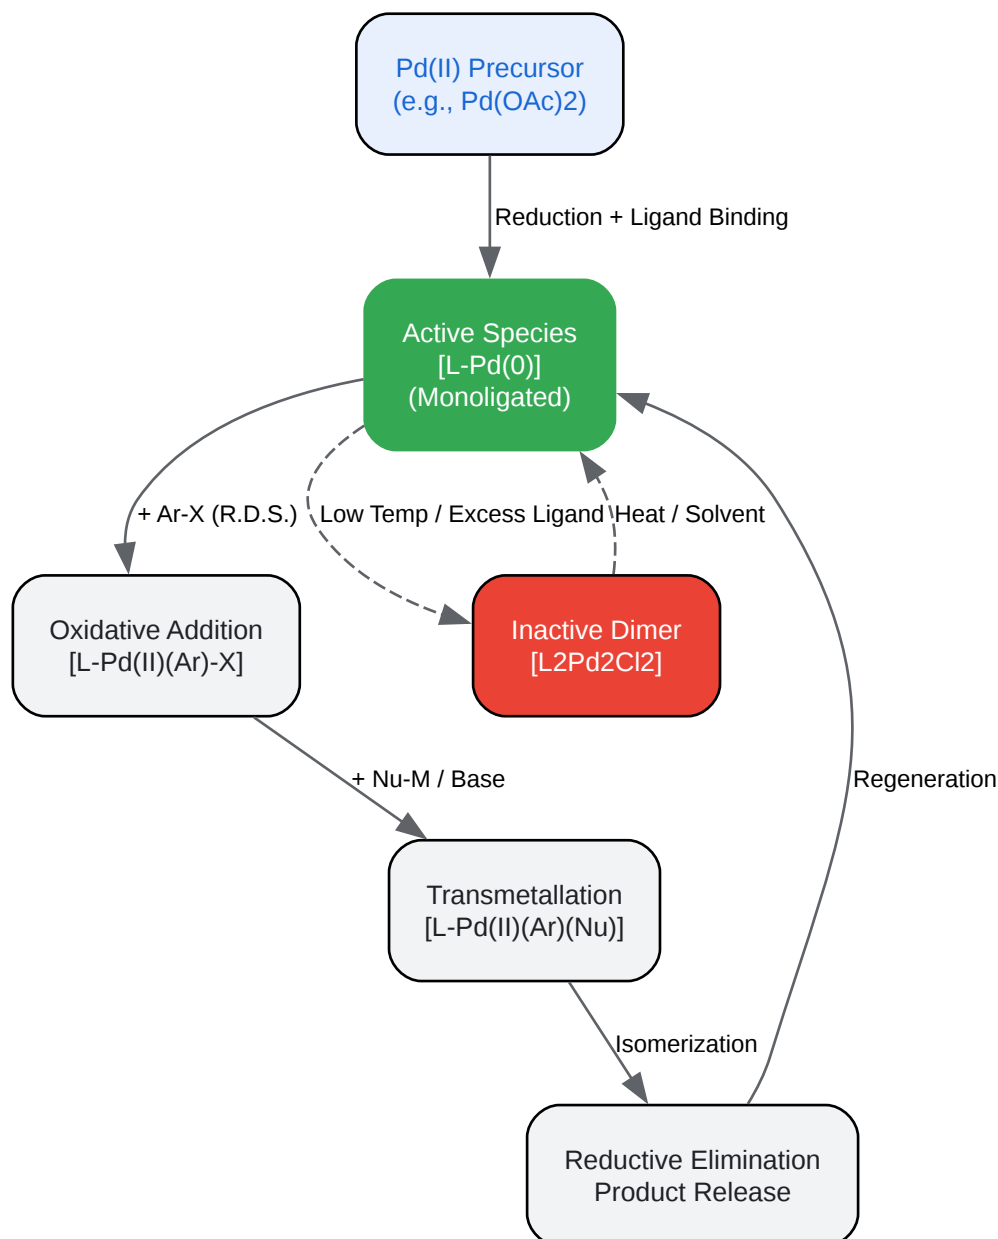 Pd(II) Precursor
(e.g., Pd(OAc)2)
Reduction + Ligand Binding
Active Species
[L-Pd(0)]
(Monoligated)
+ Ar-X (R.D.S.)
Low Temp / Excess Ligand
Heat / Solvent
Oxidative Addition
[L-Pd(II)(Ar)-X]
Inactive Dimer
[L2Pd2Cl2]
+ Nu-M / Base
Regeneration
Transmetallation
[L-Pd(II)(Ar)(Nu)]
Isomerization
Reductive Elimination
Product Release